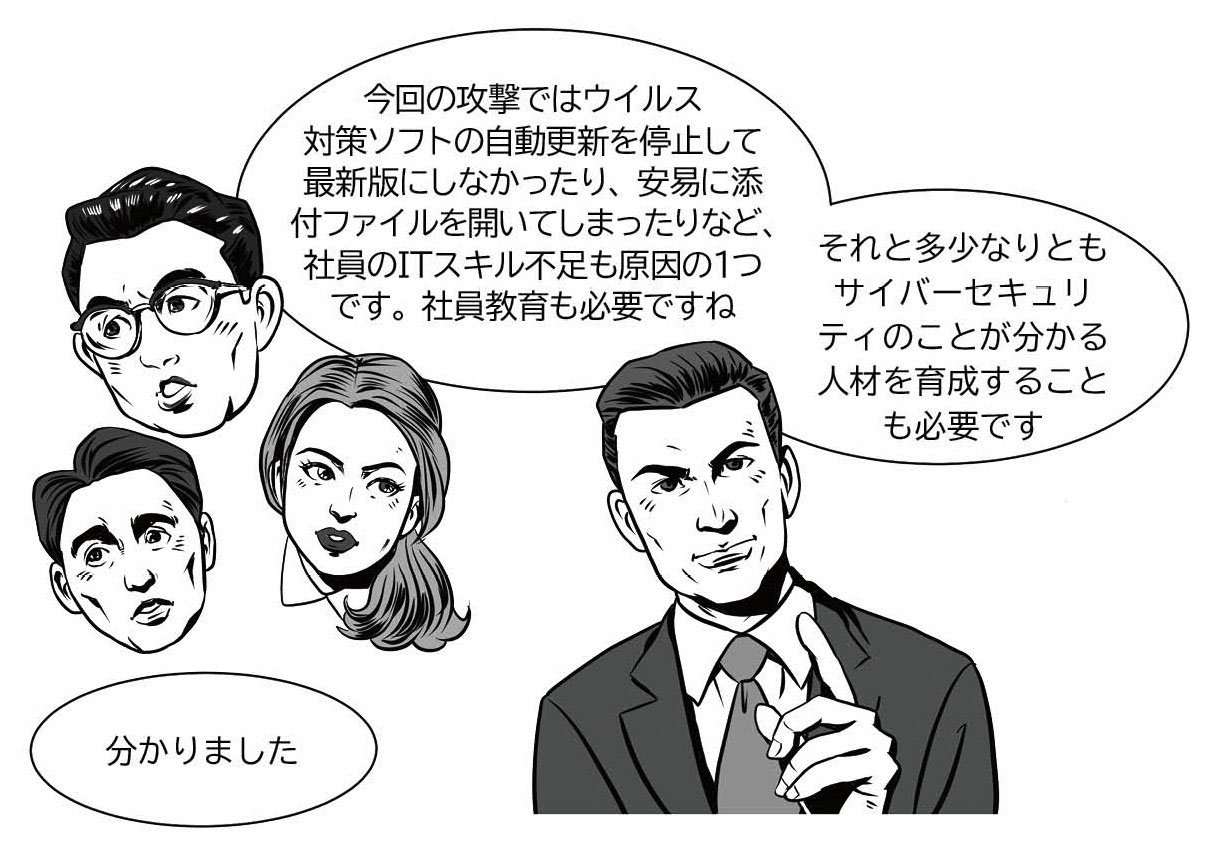 今回の攻撃ではウイルス
対策ソフトの自動更新を停止して
最新版にしなかったり、安易に添
付ファイルを開いてしまったりなど、
社員のITスキル不足も原因の1つ
です。社員教育も必要ですね
それと多少なりとも
サイバーセキュリ
ティのことが分かる
人材を育成すること
も必要です
分かりました